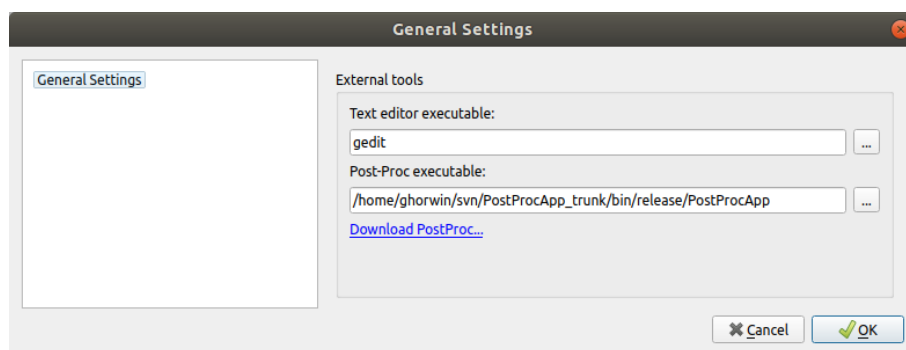 General Settings
General Settings
External tools
Text editor executable:
gedit
...
Post-Proc executable:
/home/ghorwin/svn/PostProcApp_trunk/bin/release/PostProcApp
...
Download PostProc...
Cancel
OK